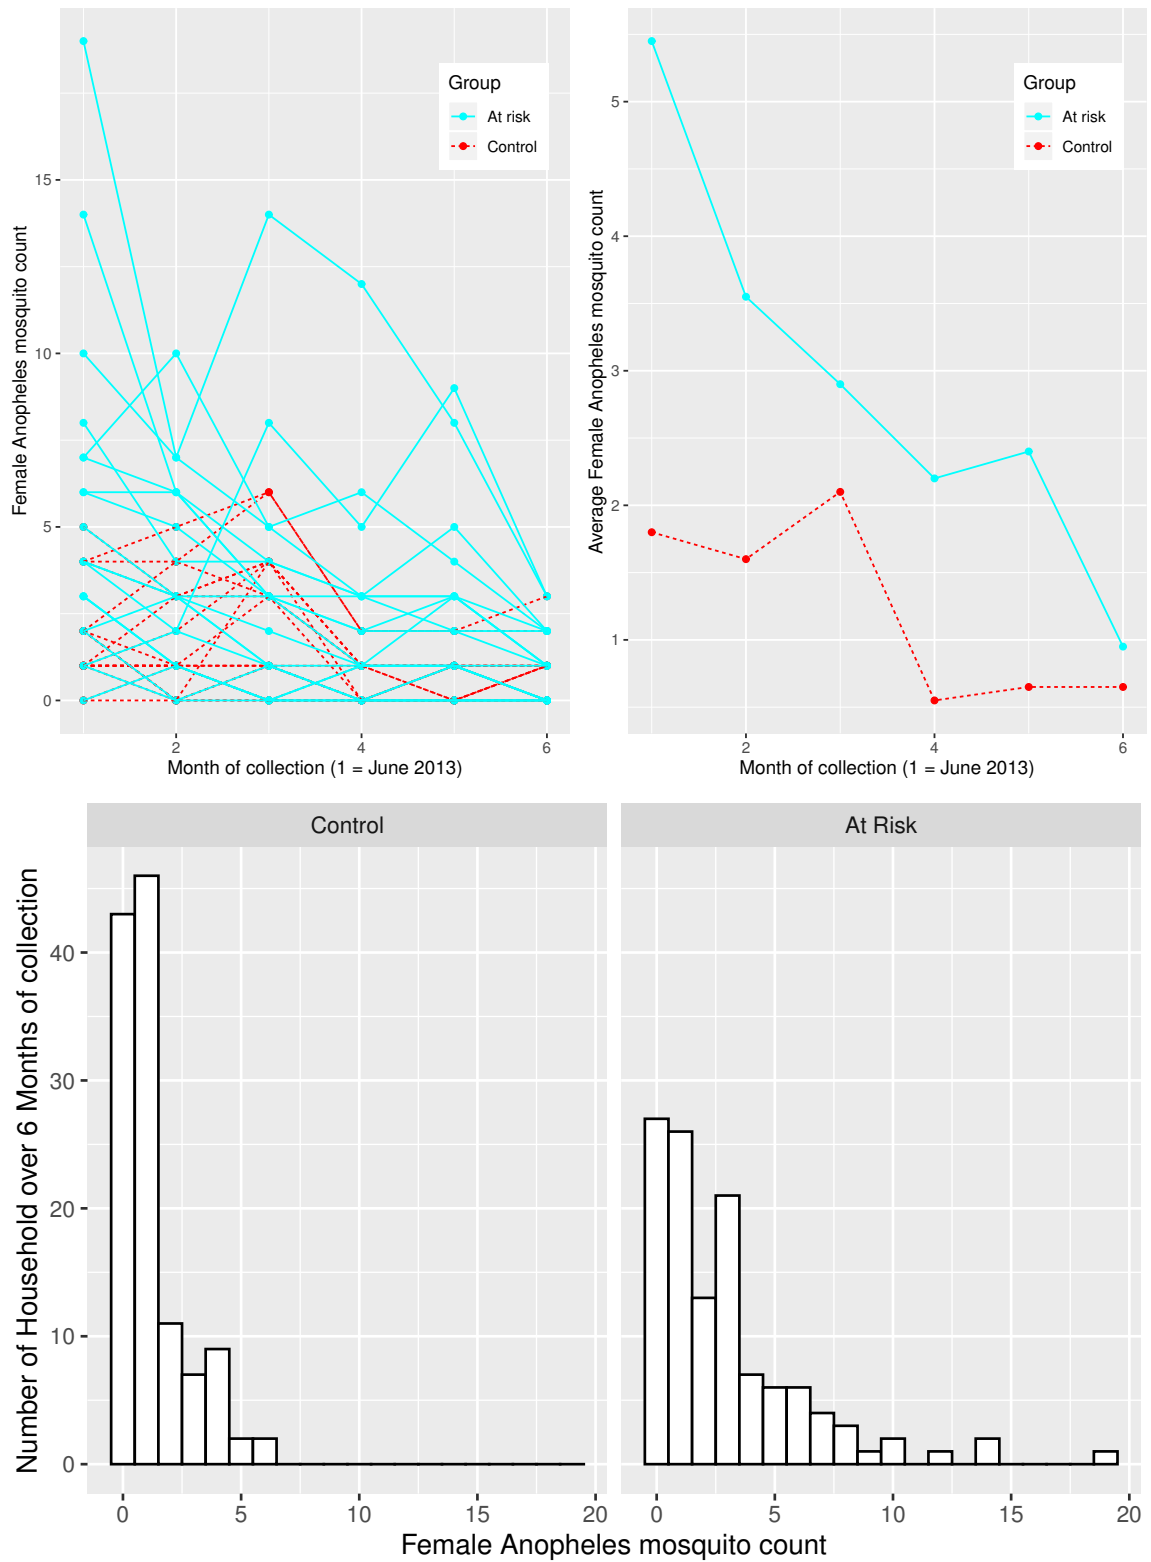 Female Anopheles mosquito count
15
10
5
0
Group
At risk
Control
2
4
6
Month of collection (1 = June 2013)
Average Female Anopheles mosquito count
5
4
3
2
1
Group
At risk
Control
2
4
6
Month of collection (1 = June 2013)
Control
At Risk
Number of Household over 6 Months of collection
40
30
20
10
0
0
5
10
15
20
0
5
10
15
20
Female Anopheles mosquito count